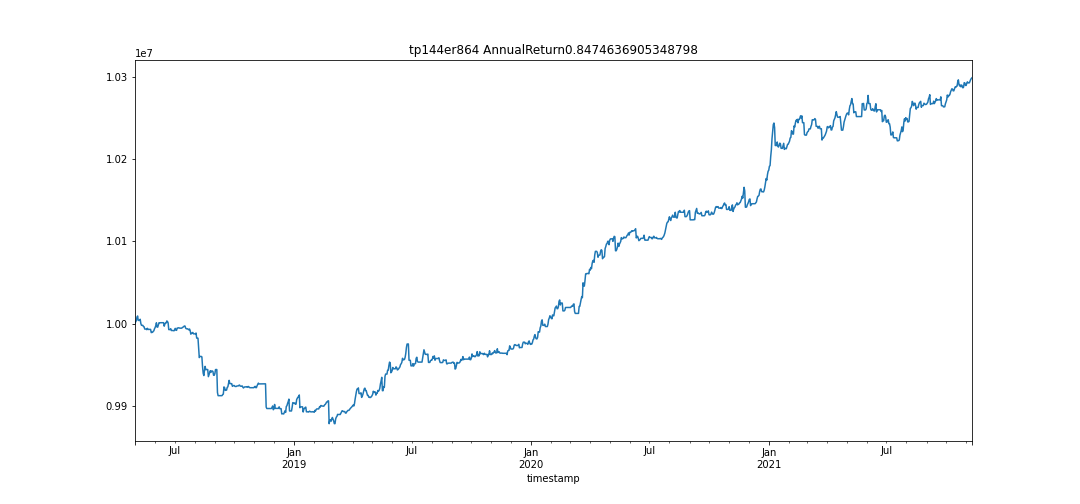 tp144er864 AnnualReturn0.8474636905348798
1e7
1.03
1.02
1.01
1.00
0.99
Jul
Jan
2019
Jul
Jan
2020
Jul
Jan
2021
Jul
timestamp